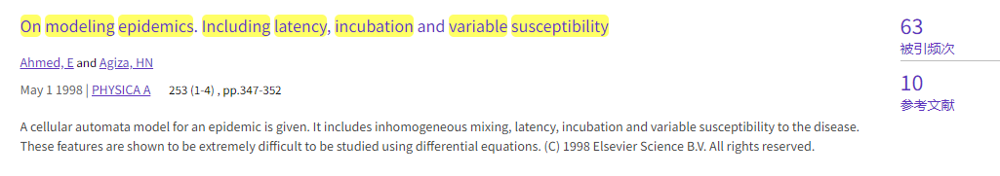 On modeling epidemics. Including latency, incubation and variable susceptibility
63
被引频次
Ahmed, E and Agiza, HN
10
May 1 1998 | PHYSICA A 253 (1-4) , pp.347-352
参考文献
A cellular automata model for an epidemic is given. It includes inhomogeneous mixing, latency, incubation and variable susceptibility to the disease.
These features are shown to be extremely difficult to be studied using differential equations. (C) 1998 Elsevier Science B.V. All rights reserved.